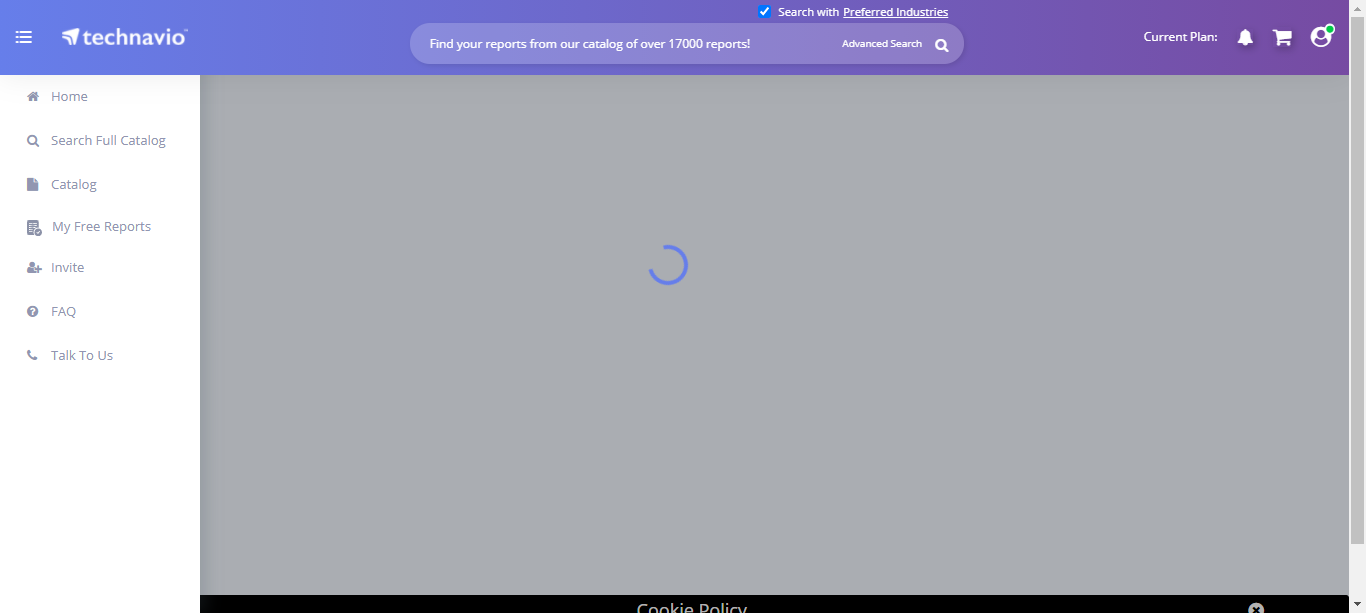 Search with Preferred Industries
technavio
Find your reports from our catalog of over 17000 reports!
Advanced Search
Current Plan:
Home
Search Full Catalog
Catalog
My Free Reports
Invite
FAQ
Talk To Us
Cookie Policy